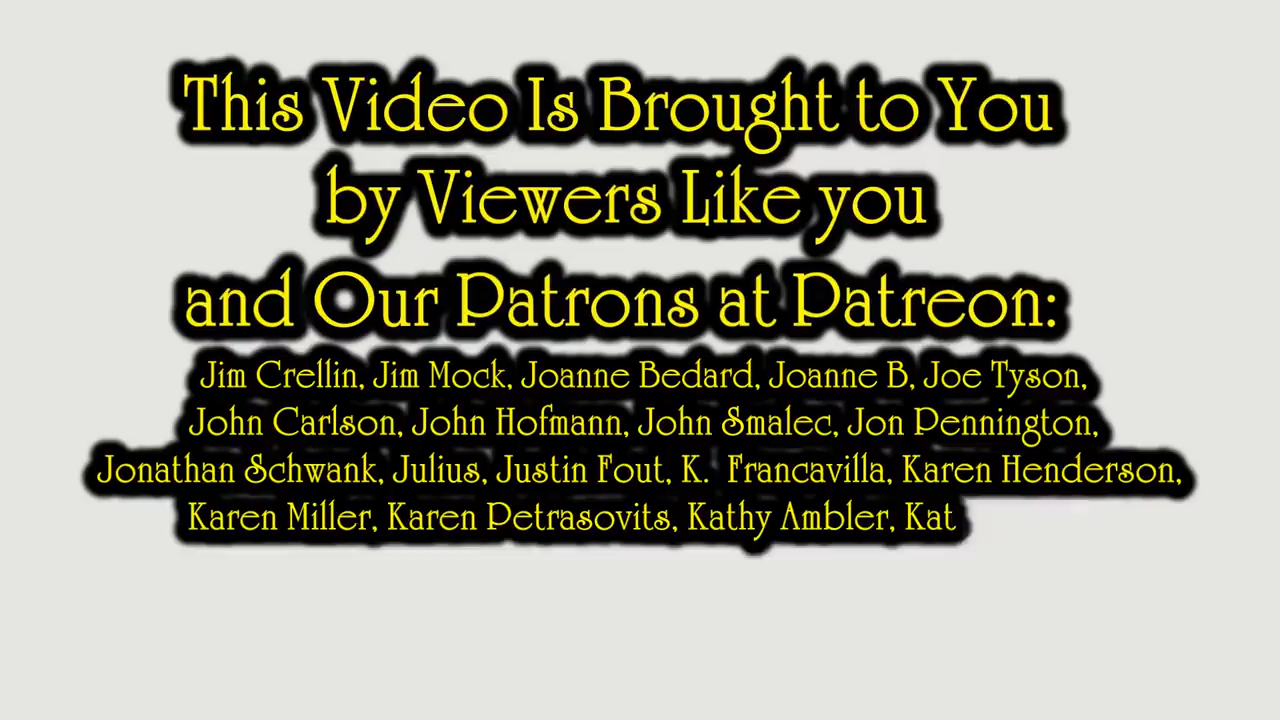 This Video Is Brought to You
by Viewers Like you
and Our Patrons at Patreon:
Jim Crellin, Jim Mock, Joanne Bedard, Joanne B, Joe Tyson,
John Carlson, John Hofmann, John Smalec, Jon Pennington,
Jonathan Schwank, Julius, Justin Fout, K.  Francavilla, Karen Henderson,
Karen Miller, Karen Petrasovits, Kathy Ambler, Kat